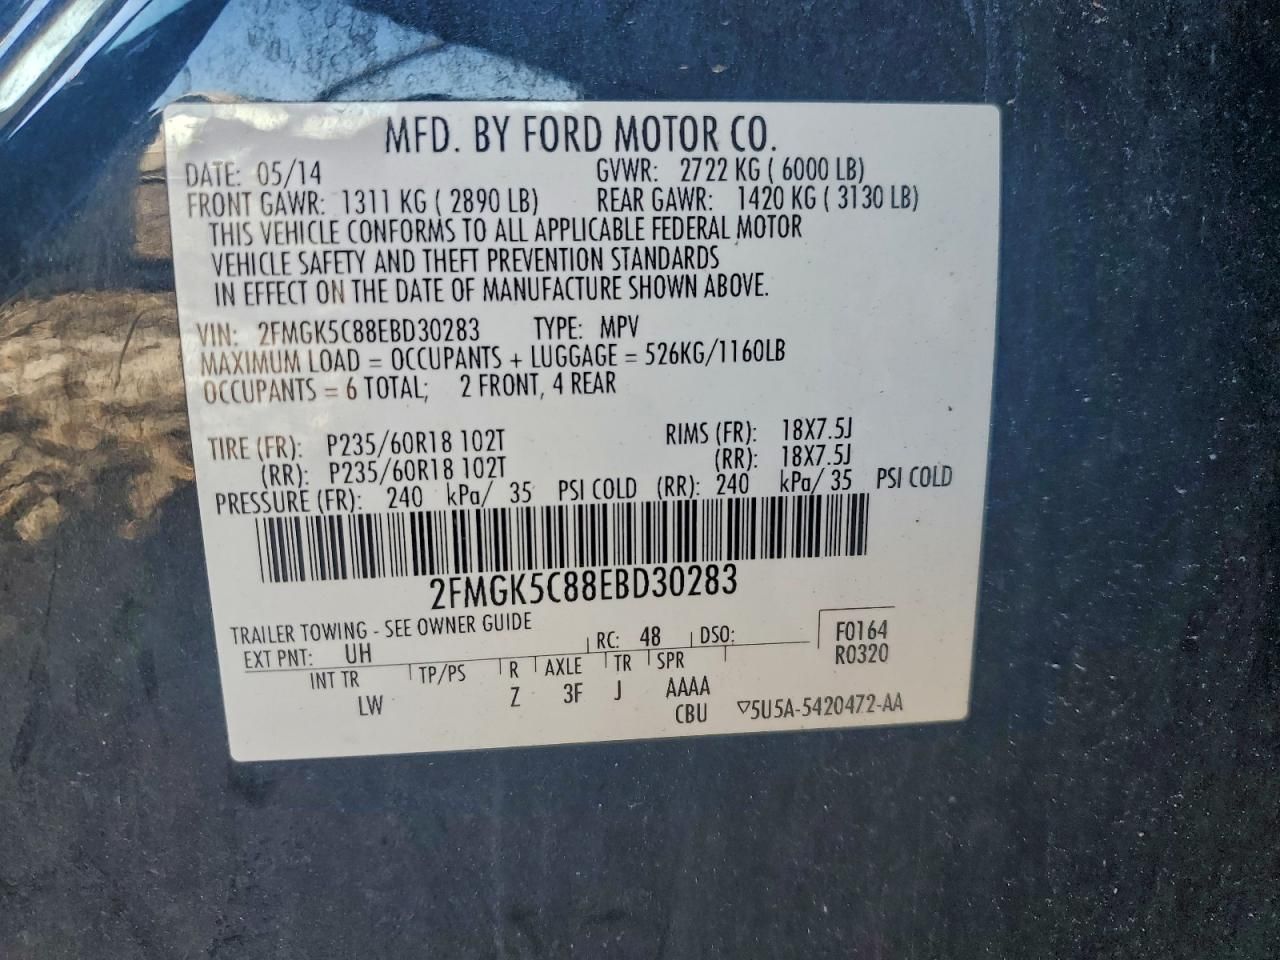 MFD. BY FORD MOTOR CO.
DATE: 05/14 GVWR: 2722 KG ( 6000 LB)
FRONT GAWR: 1311 KG ( 2890 LB) REAR GAWR: 1420 KG ( 3130 LB)
THIS VEHICLE CONFORMS TO ALL APPLICABLE FEDERAL MOTOR
VEHICLE SAFETY AND THEFT PREVENTION STANDARDS
IN EFFECT ON THE DATE OF MANUFACTURE SHOWN ABOVE.
VIN: 2FMGK5C88EBD30283 TYPE: MPV
MAXIMUM LOAD = OCCUPANTS + LUGGAGE = 526KG/1160LB
OCCUPANTS = 6 TOTAL; 2 FRONT, 4 REAR
TIRE (FR): P235/60R18 102T RIMS (FR): 18X7.5J
(RR): P235/60R18 102T (RR): 18X7.5J
PRESSURE (FR): 240 kPa/ 35 PSI COLD (RR): 240 kPa/ 35 PSI COLD
2FMGK5C88EBD30283
TRAILER TOWING - SEE OWNER GUIDE
EXT PNT: UH RC: 48 DSO: F0164
R0320
INT TR TP/PS R AXLE TR SPR
LW Z 3F J AAAA
CBU ▽5U5A-5420472-AA